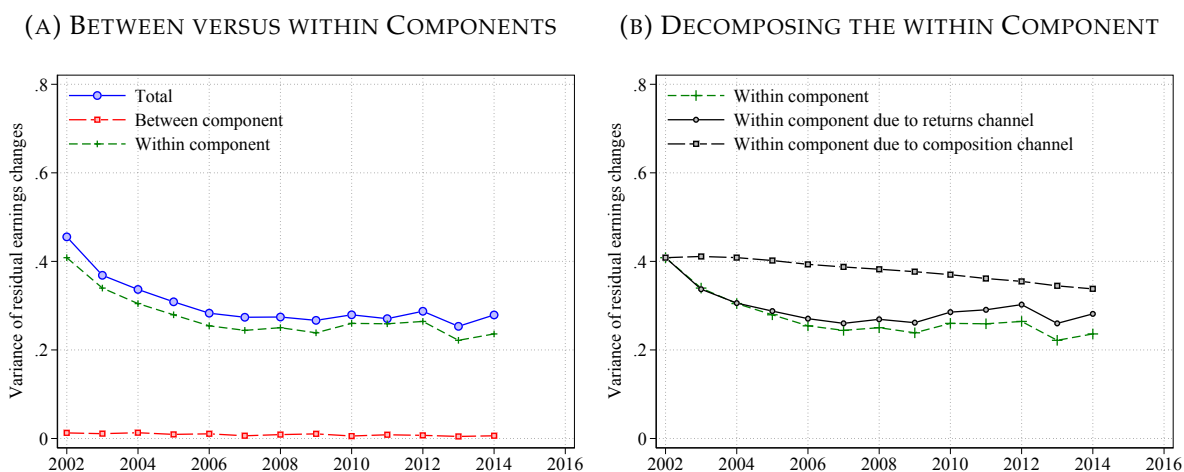 (A) BETWEEN VERSUS WITHIN COMPONENTS
(B) DECOMPOSING THE WITHIN COMPONENT
Variance of residual earnings changes
.8
.6
.4
.2
0
Total
Between component
Within component
2002 2004 2006 2008 2010 2012 2014 2016
Variance of residual earnings changes
.8
.6
.4
.2
0
Within component
Within component due to returns channel
Within component due to composition channel
2002 2004 2006 2008 2010 2012 2014 2016